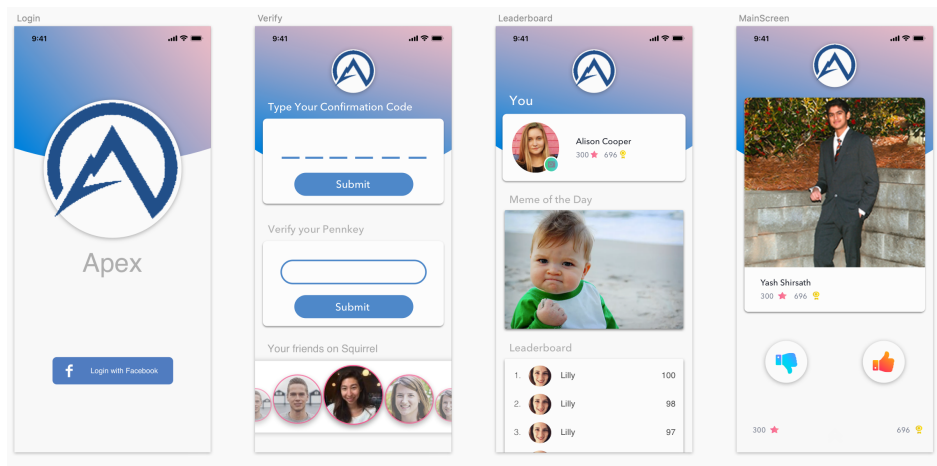 Login
9:41
Apex
f Login with Facebook
Verify
9:41
Type Your Confirmation Code
Submit
Verify your Pennkey
Submit
Your friends on Squirrel
Leaderboard
9:41
You
Alison Cooper
300 696
Meme of the Day
Leaderboard
1. Lilly 100
2. Lilly 98
3. Lilly 97
MainScreen
9:41
Yash Shirsath
300 696
300 696